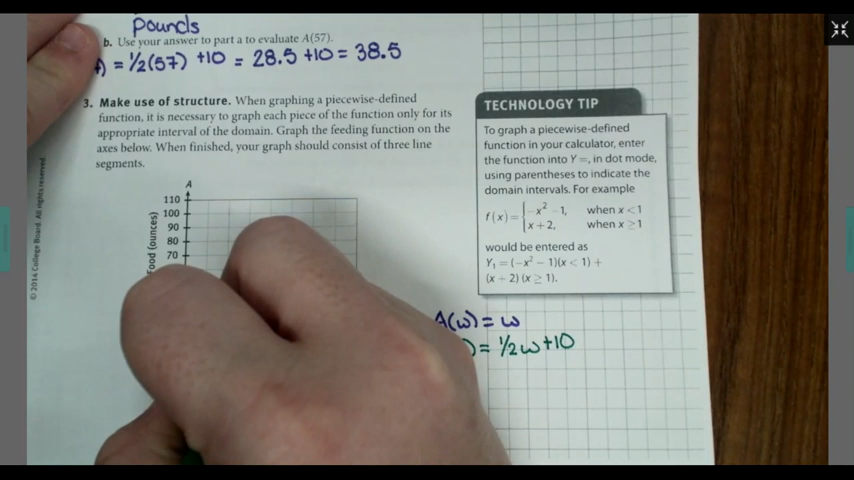 pounds
b. Use your answer to part a to evaluate A(57).
= 1/2(57) +10 = 28.5 +10 = 38.5
3. Make use of structure. When graphing a piecewise-defined
function, it is necessary to graph each piece of the function only for its
appropriate interval of the domain. Graph the feeding function on the
axes below. When finished, your graph should consist of three line
segments.
A
110
100
90
80
70
Food (ounces)
© 2014 College Board. All rights reserved.
TECHNOLOGY TIP
To graph a piecewise-defined
function in your calculator, enter
the function into Y =, in dot mode,
using parentheses to indicate the
domain intervals. For example
f(x) = { −x² − 1, when x < 1
x + 2, when x ≥ 1
would be entered as
Y₁ = (−x² − 1)(x < 1) +
(x + 2) (x ≥ 1).
A(w) = w
) = 1/2w+10